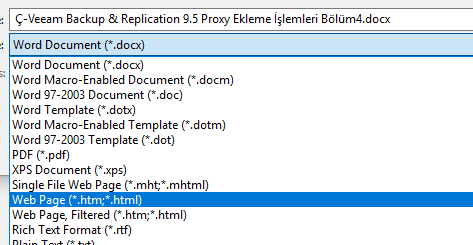 Ç-Veeam Backup & Replication 9.5 Proxy Ekleme İşlemleri Bölüm4.docx
Word Document (*.docx)
Word Document (*.docx)
Word Macro-Enabled Document (*.docm)
Word 97-2003 Document (*.doc)
Word Template (*.dotx)
Word Macro-Enabled Template (*.dotm)
Word 97-2003 Template (*.dot)
PDF (*.pdf)
XPS Document (*.xps)
Single File Web Page (*.mht;*.mhtml)
Web Page (*.htm;*.html)
Web Page, Filtered (*.htm;*.html)
Rich Text Format (*.rtf)
Plain Text (*.txt)